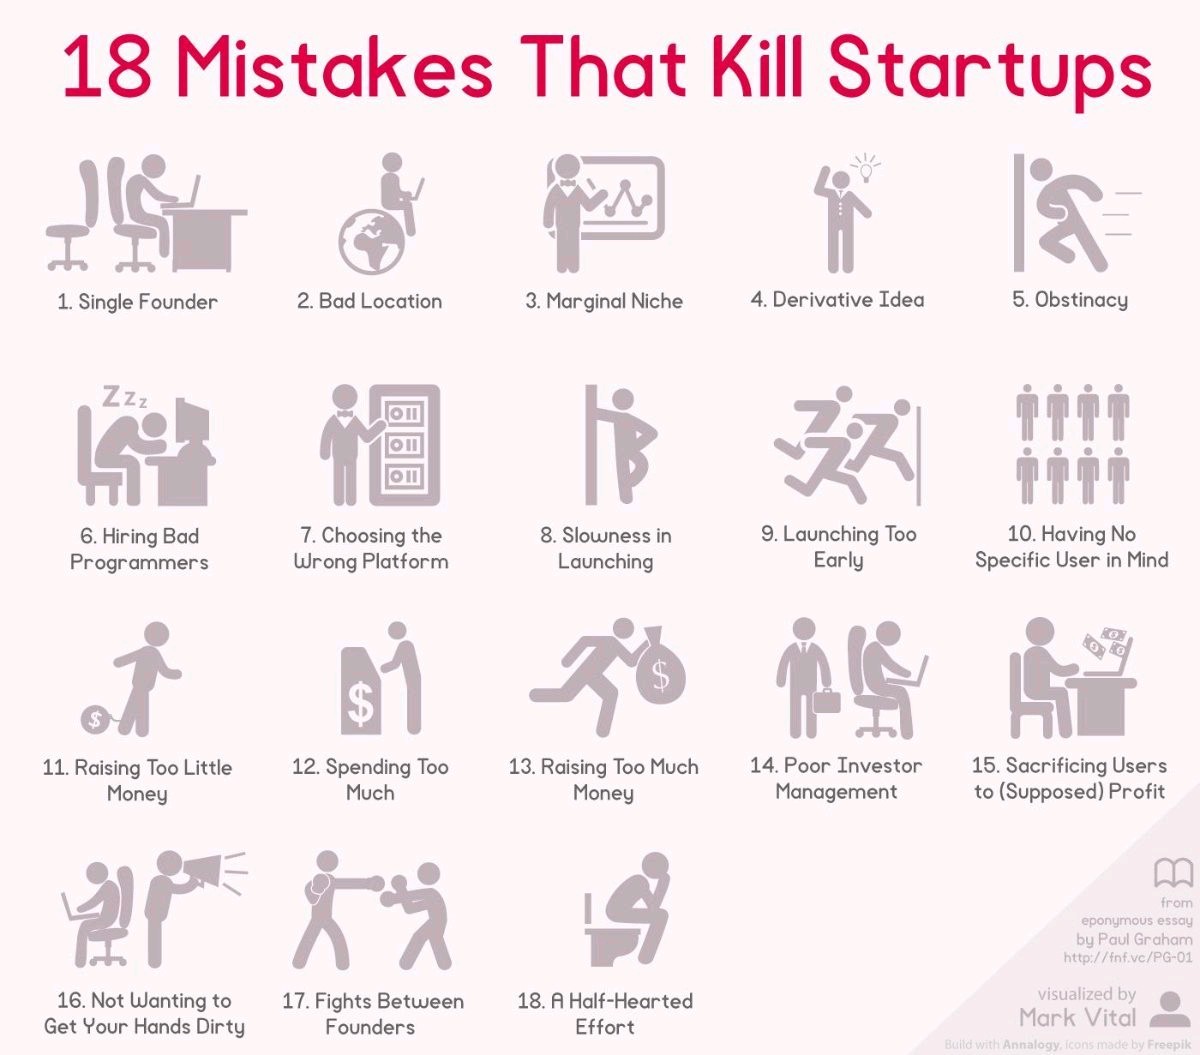 18 Mistakes That Kill Startups
1. Single Founder
2. Bad Location
3. Marginal Niche
4. Derivative Idea
5. Obstinacy
Zzz
6. Hiring Bad
Programmers
7. Choosing the
Wrong Platform
8. Slowness in
Launching
9. Launching Too
Early
10. Having No
Specific User in Mind
$
11. Raising Too Little
Money
$
12. Spending Too
Much
$
13. Raising Too Much
Money
14. Poor Investor
Management
$ $ $
15. Sacrificing Users
to (Supposed) Profit
16. Not Wanting to
Get Your Hands Dirty
17. Fights Between
Founders
18. A Half-Hearted
Effort
from
eponymous essay
by Paul Graham
http://fnf.vc/PG-01
visualized by
Mark Vital
Build with Annalogy, icons made by Freepik